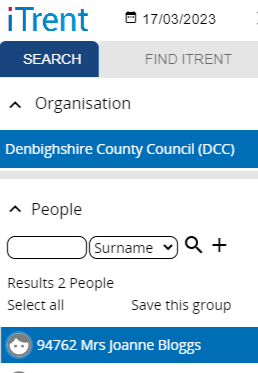 iTrent 17/03/2023
SEARCH FIND ITRENT
Organisation
Denbighshire County Council (DCC)
People
Surname
Results 2 People
Select all Save this group
94762 Mrs Joanne Bloggs